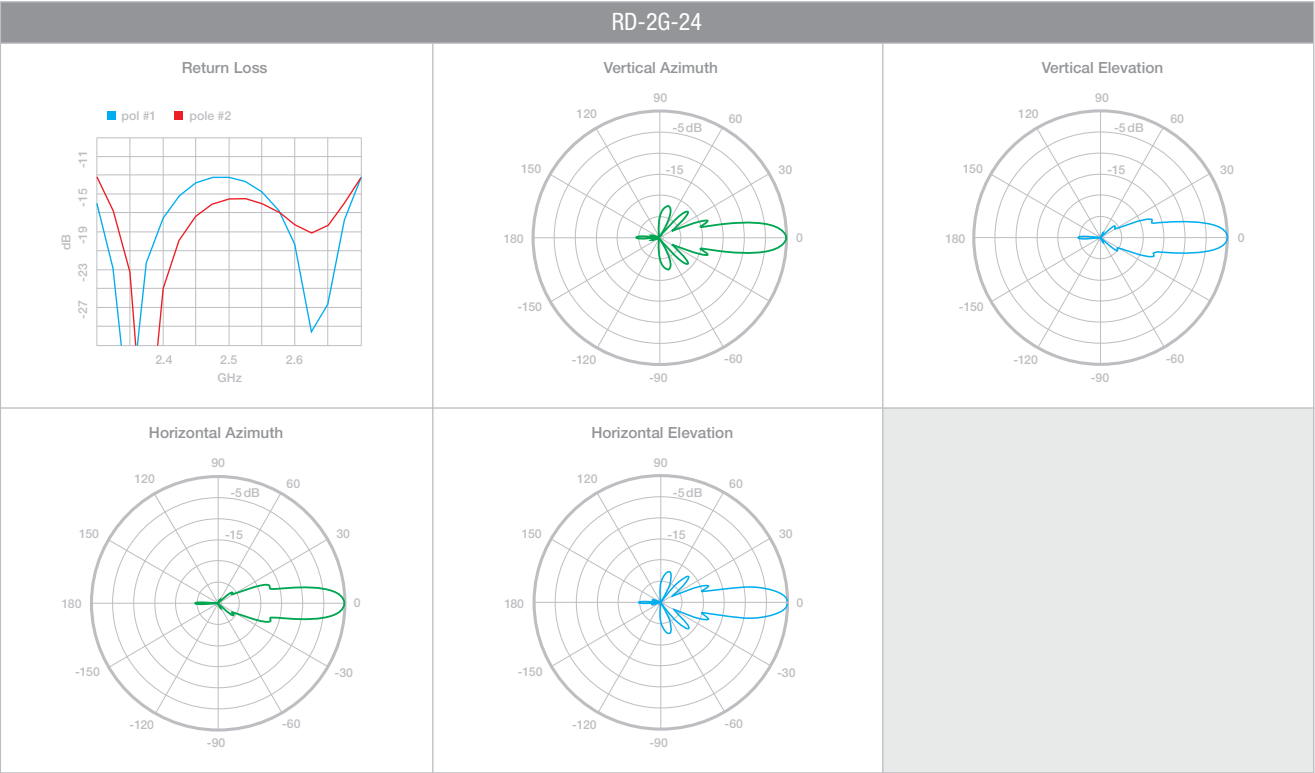 RD-2G-24
Return Loss
pol #1 pole #2
-11
-15
-19
-23
-27
dB
2.4 2.5 2.6
GHz
Vertical Azimuth
90
120 60
-5 dB
150 -15 30
180 0
-150
-120 -60
-90
Vertical Elevation
90
120 60
-5 dB
150 -15 30
180 0
-150 -30
-120 -60
-90
Horizontal Azimuth
90
120 60
-5 dB
150 -15 30
180 0
-150 -30
-120 -60
-90
Horizontal Elevation
90
120 60
-5 dB
150 -15 30
180 0
-150 -30
-120 -60
-90